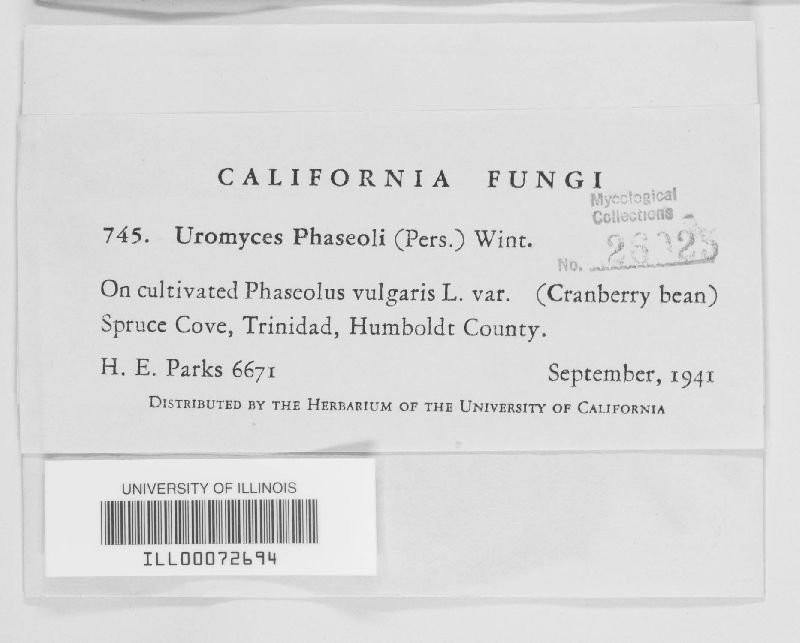 CALIFORNIA FUNGI
Mycological
Collections
No. 26025
745. Uromyces Phaseoli (Pers.) Wint.
On cultivated Phaseolus vulgaris L. var. (Cranberry bean)
Spruce Cove, Trinidad, Humboldt County.
H. E. Parks 6671 September, 1941
DISTRIBUTED BY THE HERBARIUM OF THE UNIVERSITY OF CALIFORNIA
UNIVERSITY OF ILLINOIS
ILL00072694